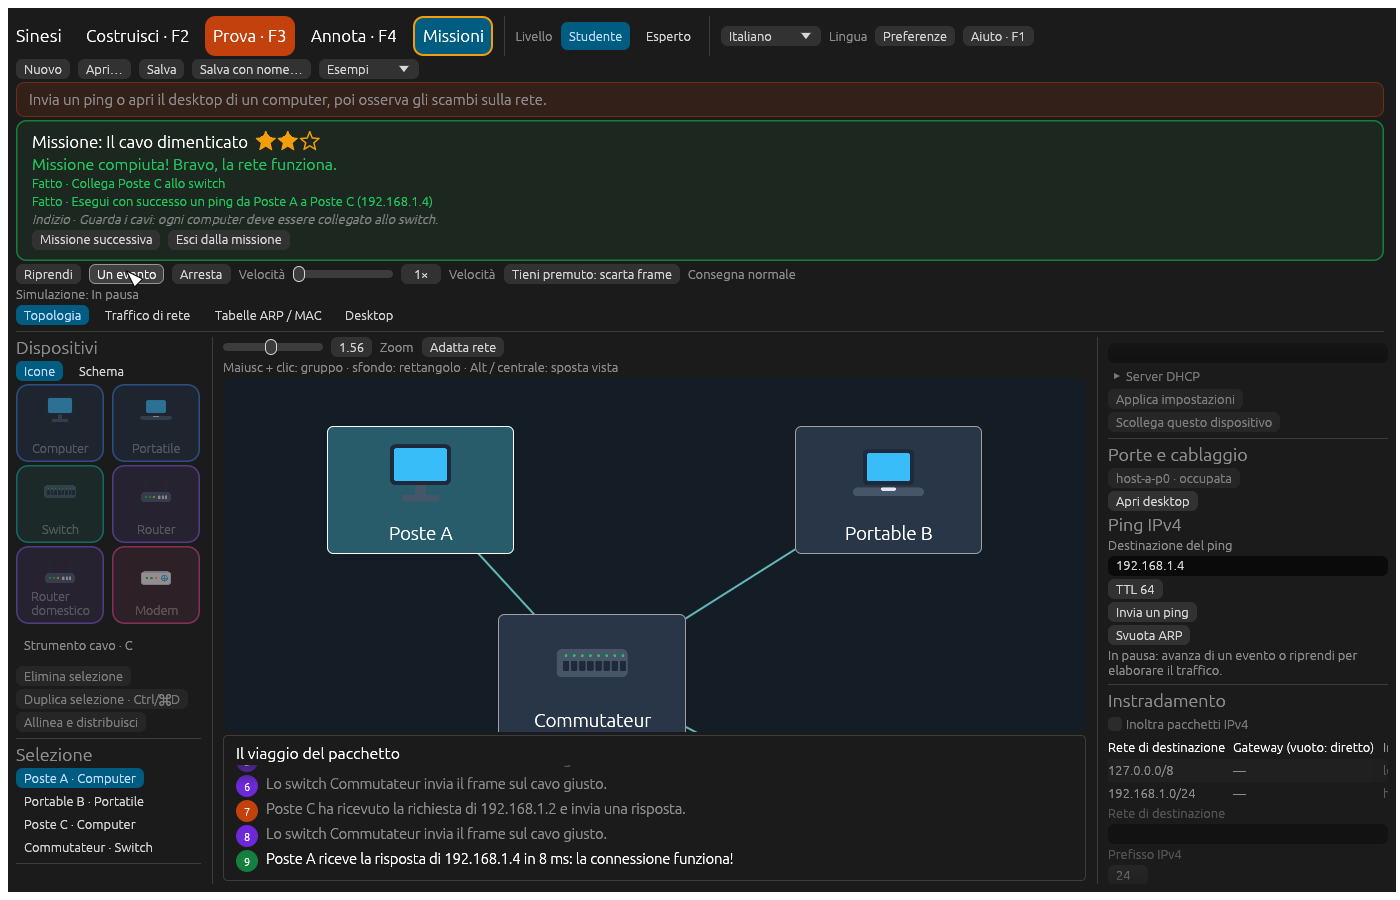 Sinesi Costruisci · F2 Prova · F3 Annota · F4 Missioni Livello Studente Esperto Italiano Lingua Preferenze Aiuto · F1
Nuovo Apri… Salva Salva con nome… Esempi
Invia un ping o apri il desktop di un computer, poi osserva gli scambi sulla rete.
Missione: Il cavo dimenticato
Missione compiuta! Bravo, la rete funziona.
Fatto · Collega Poste C allo switch
Fatto · Esegui con successo un ping da Poste A a Poste C (192.168.1.4)
Indizio · Guarda i cavi: ogni computer deve essere collegato allo switch.
Missione successiva Esci dalla missione
Riprendi Un evento Arresta Velocità 1× Velocità Tieni premuto: scarta frame Consegna normale
Simulazione: In pausa
Topologia Traffico di rete Tabelle ARP / MAC Desktop
Dispositivi
Icone Schema
Computer Portatile
Switch Router
Router domestico Modem
Strumento cavo · C
Elimina selezione
Duplica selezione · Ctrl/⌘D
Allinea e distribuisci
Selezione
Poste A · Computer
Portable B · Portatile
Poste C · Computer
Commutateur · Switch
1.56 Zoom Adatta rete
Maiusc + clic: gruppo · sfondo: rettangolo · Alt / centrale: sposta vista
Poste A
Portable B
Commutateur
Il viaggio del pacchetto
6 Lo switch Commutateur invia il frame sul cavo giusto.
7 Poste C ha ricevuto la richiesta di 192.168.1.2 e invia una risposta.
8 Lo switch Commutateur invia il frame sul cavo giusto.
9 Poste A riceve la risposta di 192.168.1.4 in 8 ms: la connessione funziona!
Server DHCP
Applica impostazioni
Scollega questo dispositivo
Porte e cablaggio
host-a-p0 · occupata
Apri desktop
Ping IPv4
Destinazione del ping
192.168.1.4
TTL 64
Invia un ping
Svuota ARP
In pausa: avanza di un evento o riprendi per
elaborare il traffico.
Instradamento
Inoltra pacchetti IPv4
Rete di destinazione Gateway (vuoto: diretto)
127.0.0.0/8 —
192.168.1.0/24 —
Rete di destinazione
Prefisso IPv4
24